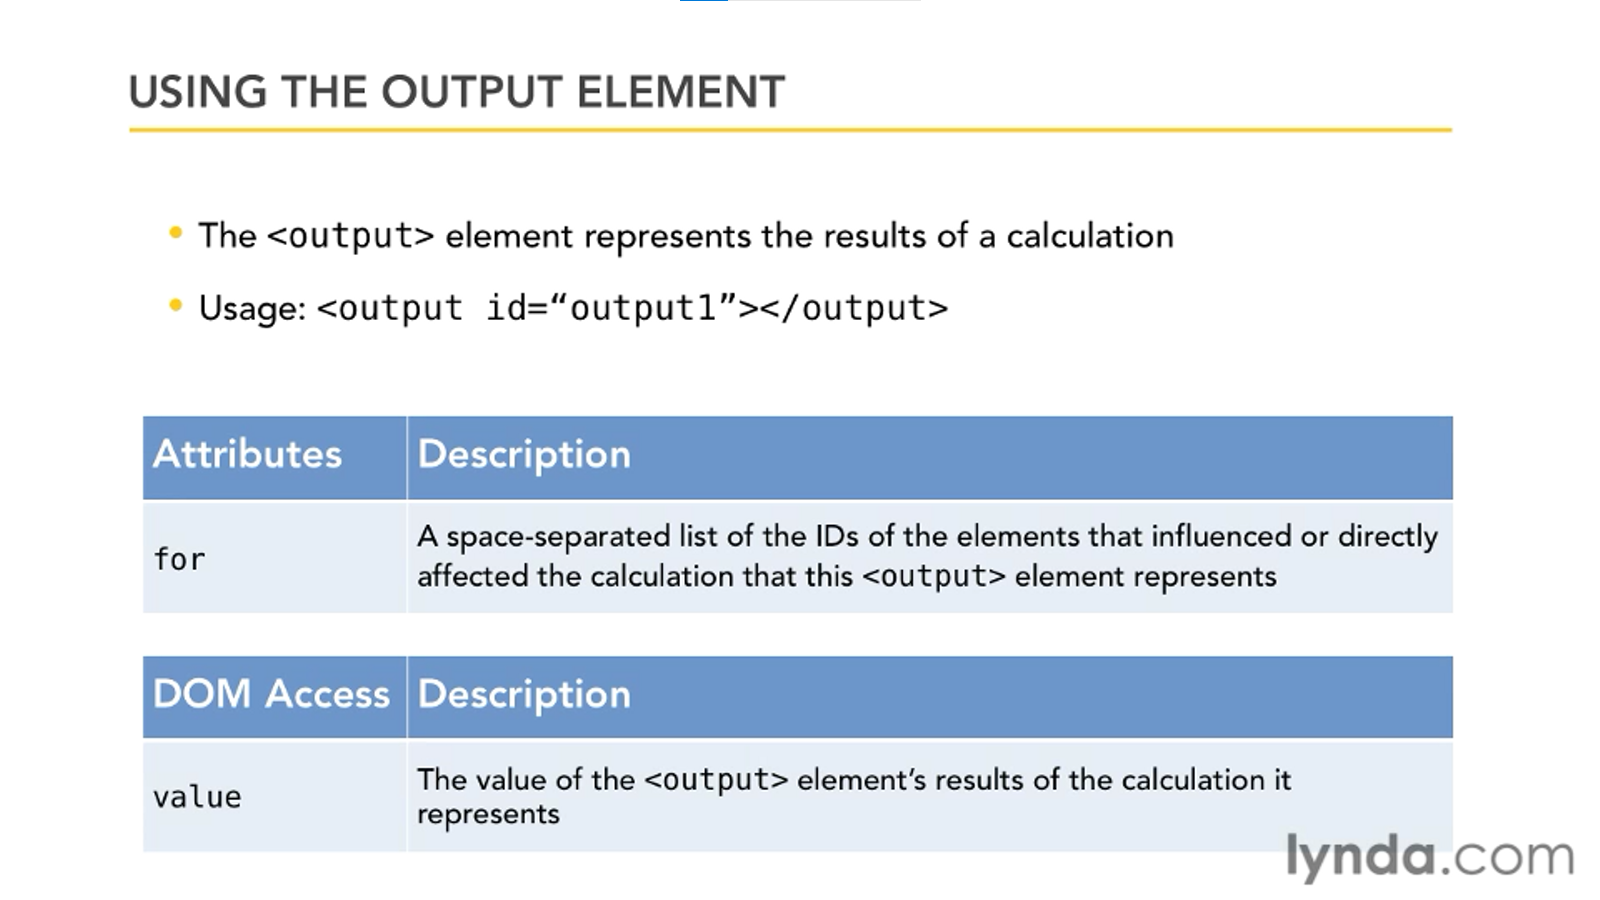 USING THE OUTPUT ELEMENT
• The <output> element represents the results of a calculation
• Usage: <output id=“output1”></output>
Attributes Description
for
A space-separated list of the IDs of the elements that influenced or directly
affected the calculation that this <output> element represents
DOM Access Description
value
The value of the <output> element’s results of the calculation it
represents
lynda.com